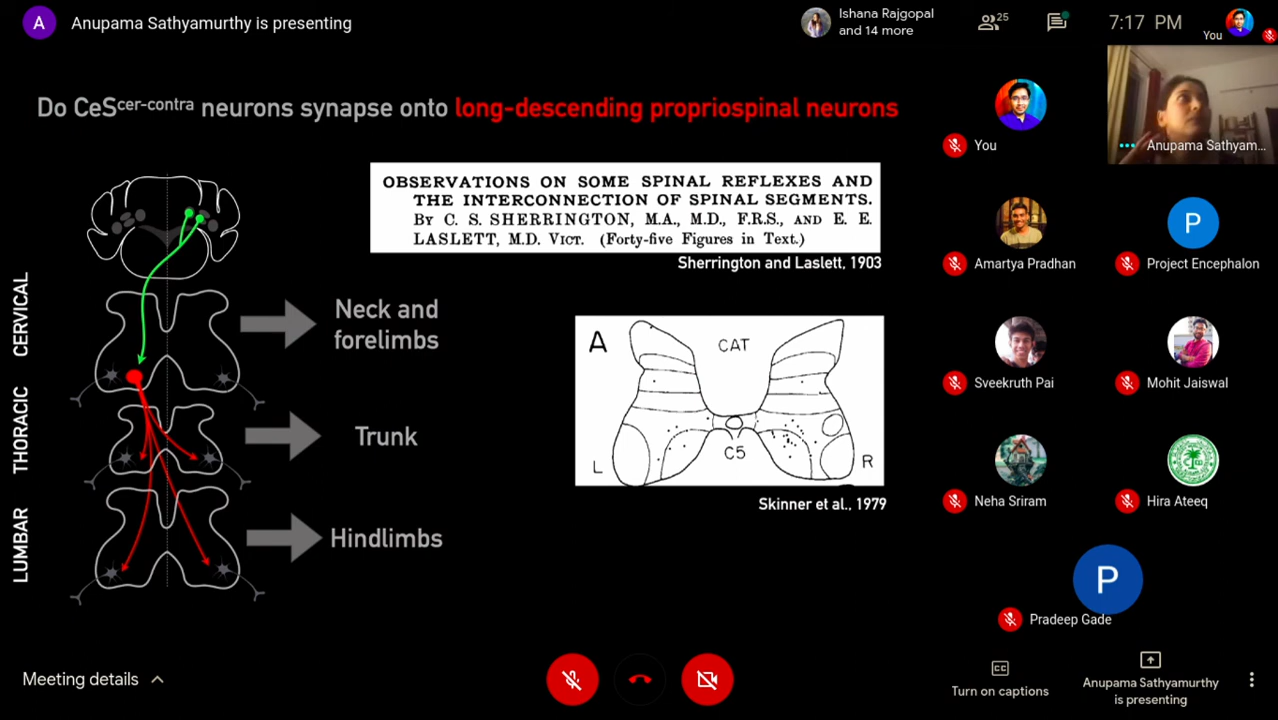 A
Anupama Sathyamurthy is presenting
Ishana Rajgopal
and 14 more
25
7:17 PM
You
Do CeScer-contra neurons synapse onto long-descending propriospinal neurons
OBSERVATIONS ON SOME SPINAL REFLEXES AND
THE INTERCONNECTION OF SPINAL SEGMENTS.
BY C. S. SHERRINGTON, M.A., M.D., F.R.S., AND E. E.
LASLETT, M.D. VICT. (Forty-five Figures in Text.)
Sherrington and Laslett, 1903
CERVICAL
THORACIC
LUMBAR
Neck and
forelimbs
Trunk
Hindlimbs
A
CAT
C5
L
R
Skinner et al., 1979
You
Anupama Sathyam...
Amartya Pradhan
P
Project Encephalon
Sveekruth Pai
Mohit Jaiswal
Neha Sriram
Hira Ateeq
P
Pradeep Gade
Meeting details
CC
Turn on captions
Anupama Sathyamurthy
is presenting